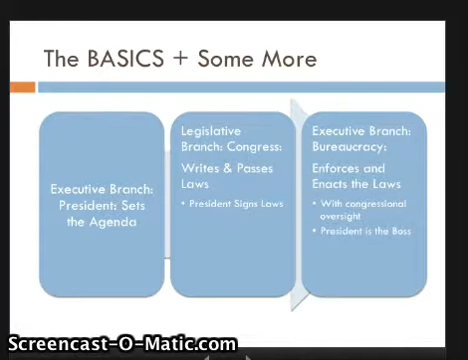 The BASICS + Some More
Executive Branch:
President: Sets
the Agenda
Legislative
Branch: Congress:
Writes & Passes
Laws
• President Signs Laws
Executive Branch:
Bureaucracy:
Enforces and
Enacts the Laws
• With congressional
oversight
• President is the Boss
Screencast-O-Matic.com